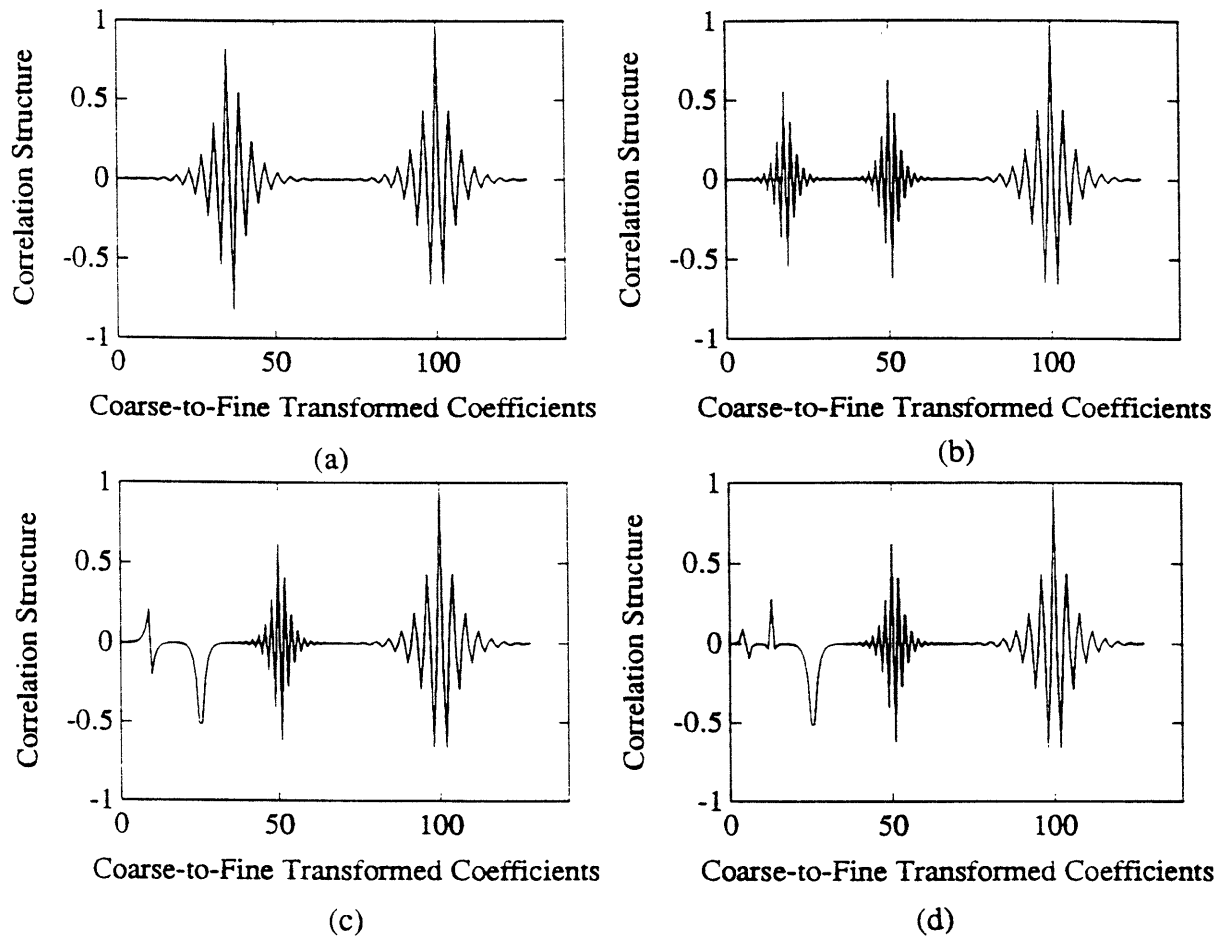 Correlation Structure
1
0.5
0
-0.5
-1
0 50 100
Coarse-to-Fine Transformed Coefficients
(a)
Correlation Structure
1
0.5
0
-0.5
-1
0 50 100
Coarse-to-Fine Transformed Coefficients
(b)
Correlation Structure
1
0.5
0
-0.5
-1
0 50 100
Coarse-to-Fine Transformed Coefficients
(c)
Correlation Structure
1
0.5
0
-0.5
-1
0 50 100
Coarse-to-Fine Transformed Coefficients
(d)